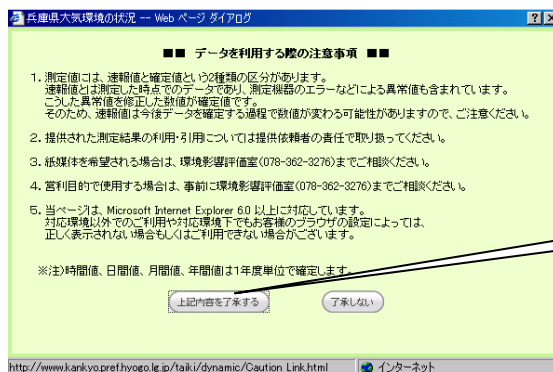 兵庫県大気環境の状況 -- Web ページ ダイアログ
■■ データを利用する際の注意事項 ■■
1. 測定値には、速報値と確定値という2種類の区分があります。
速報値とは測定した時点でのデータであり、測定機器のエラーなどによる異常値も含まれています。
こうした異常値を修正した数値が確定値です。
そのため、速報値は今後データを確定する過程で数値が変わる可能性がありますので、ご注意ください。
2. 提供された測定結果の利用・引用については提供依頼者の責任で取り扱ってください。
3. 紙媒体を希望される場合は、環境影響評価室(078-362-3276)までご相談ください。
4. 営利目的で使用する場合は、事前に環境影響評価室(078-362-3276)までご相談ください。
5. 当ページは、Microsoft Internet Explorer 6.0 以上に対応しています。
対応環境以外でのご利用や対応環境下でもお客様のブラウザの設定によっては、
正しく表示されない場合もしくはご利用できない場合がございます。
※注)時間値、日間値、月間値、年間値は1年度単位で確定します。
上記内容を了承する
了承しない
http://www.kankyo.pref.hyogo.lg.jp/taiki/dynamic/Caution Link.html
インターネット